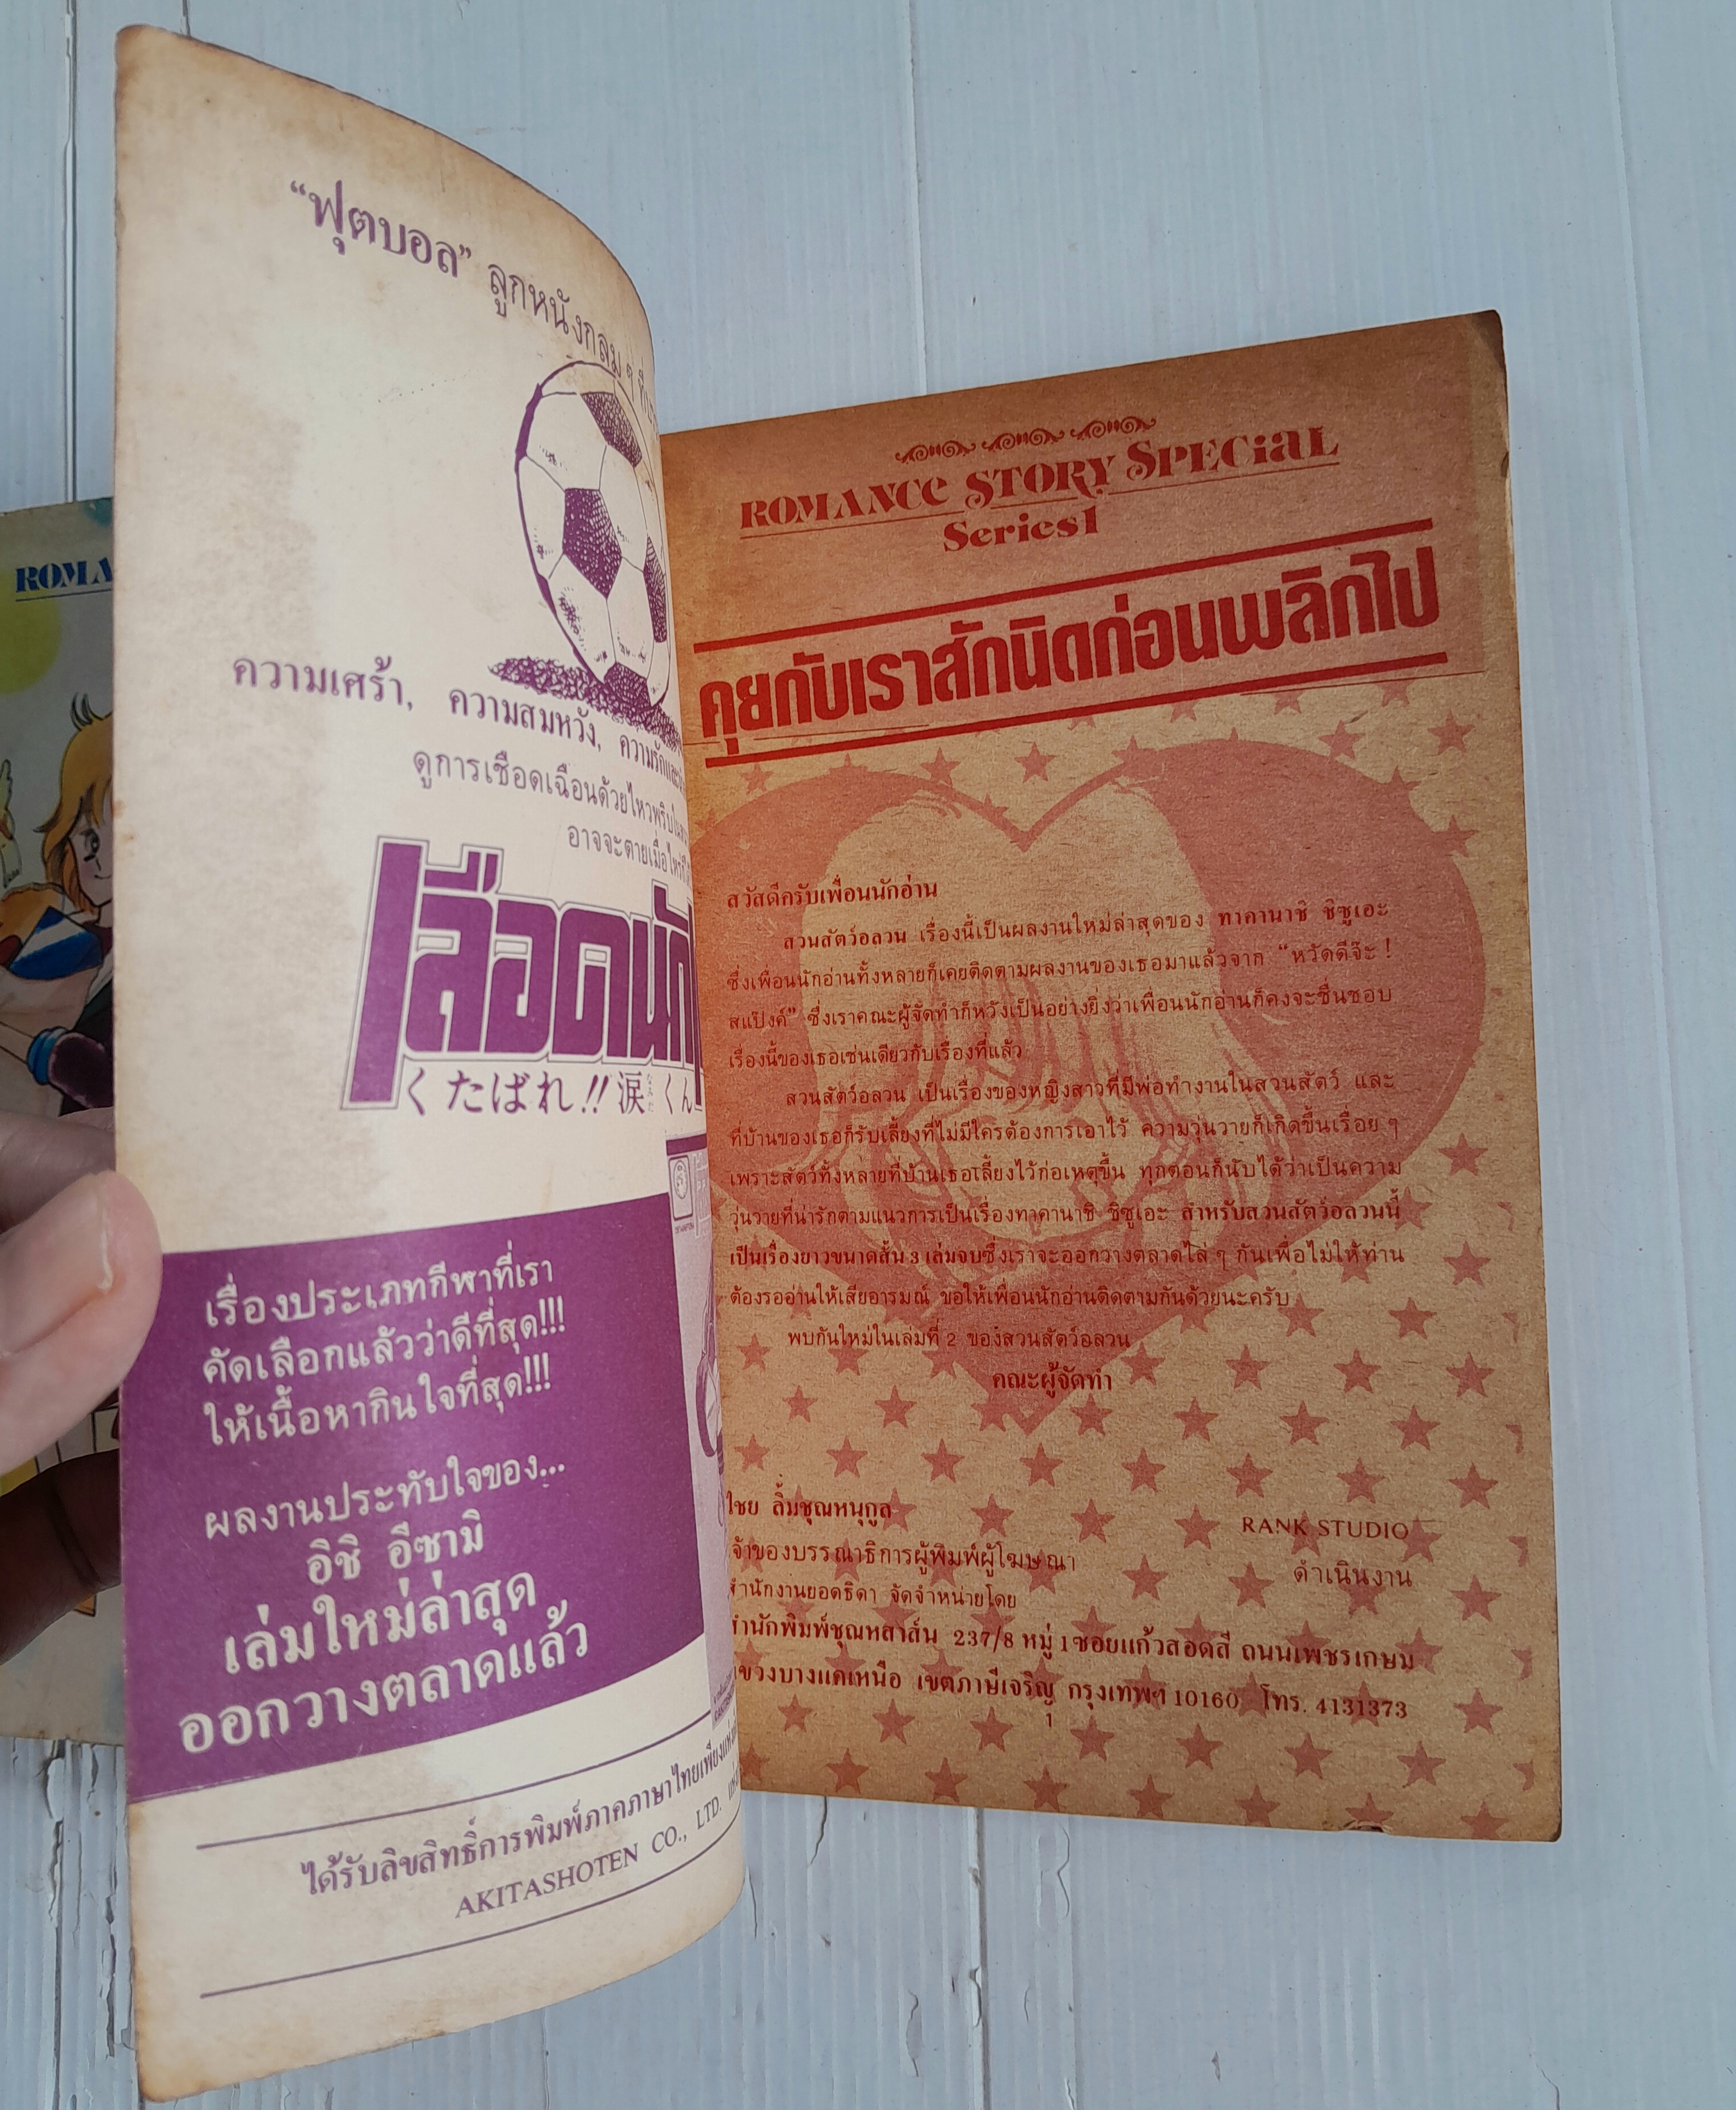 ROMA
“ฟุตบอล” ลูกหนังกลม ๆ
ความเศร้า, ความสมหวัง, ความรักและ
ดูการเชือดเฉือนด้วยไหวพริบใน
อาจจะตายเมื่อไหร่ก็
เลือดนัก
くたばれ!!涙くん
เรื่องประเภทกีฬาที่เรา
คัดเลือกแล้วว่าดีที่สุด!!!
ให้เนื้อหากินใจที่สุด!!!
ผลงานประทับใจของ...
อิชิ อีซามิ
เล่มใหม่ล่าสุด
ออกวางตลาดแล้ว
ได้รับลิขสิทธิ์การพิมพ์ภาคภาษาไทยเพียง
AKITASHOTEN CO., LTD.
ROMANCE STORY SPECiaL
Series1
คุยกับเราสักนิดก่อนพลิกไป
สวัสดีครับเพื่อนนักอ่าน
สวนสัตว์อลวน เรื่องนี้เป็นผลงานใหม่ล่าสุดของ ทาคานาชิ ชิซูเอะ
ซึ่งเพื่อนนักอ่านทั้งหลายก็เคยติดตามผลงานของเธอมาแล้วจาก “หวัดดีจ๊ะ !
สแป๊งค์” ซึ่งเราคณะผู้จัดทำก็หวังเป็นอย่างยิ่งว่าเพื่อนนักอ่านก็คงจะชื่นชอบ
เรื่องนี้ของเธอเช่นเดียวกับเรื่องที่แล้ว
สวนสัตว์อลวน เป็นเรื่องของหญิงสาวที่มีพ่อทำงานในสวนสัตว์ และ
ที่บ้านของเธอก็รับเลี้ยงที่ไม่มีใครต้องการเอาไว้ ความวุ่นวายก็เกิดขึ้นเรื่อย ๆ
เพราะสัตว์ทั้งหลายที่บ้านเธอเลี้ยงไว้ก่อเหตุขึ้น ทุกตอนก็นับได้ว่าเป็นความ
วุ่นวายที่น่ารักตามแนวการเป็นเรื่องทาคานาชิ ชิซูเอะ สำหรับสวนสัตว์อลวนนี้
เป็นเรื่องยาวขนาดสั้น 3 เล่มจบซึ่งเราจะออกวางตลาดไล่ ๆ กันเพื่อไม่ให้ท่าน
ต้องรออ่านให้เสียอารมณ์ ขอให้เพื่อนนักอ่านติดตามกันด้วยนะครับ
พบกันใหม่ในเล่มที่ 2 ของสวนสัตว์อลวน
คณะผู้จัดทำ
ไชย ลิ้มชุณหนุกูล
เจ้าของบรรณาธิการผู้พิมพ์ผู้โฆษณา
RANK STUDIO
ดำเนินงาน
สำนักงานยอดธิดา จัดจำหน่ายโดย
สำนักพิมพ์ชุณหสาส์น 237/8 หมู่ 1 ซอยแก้วสอดสี ถนนเพชรเกษม
แขวงบางแคเหนือ เขตภาษีเจริญ กรุงเทพฯ 10160 โทร. 4131373
1